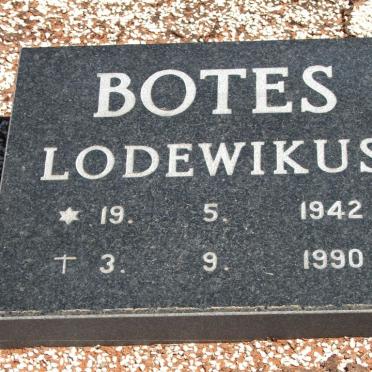 BOTES
LODEWIKUS
19. 5. 1942
† 3. 9. 1990